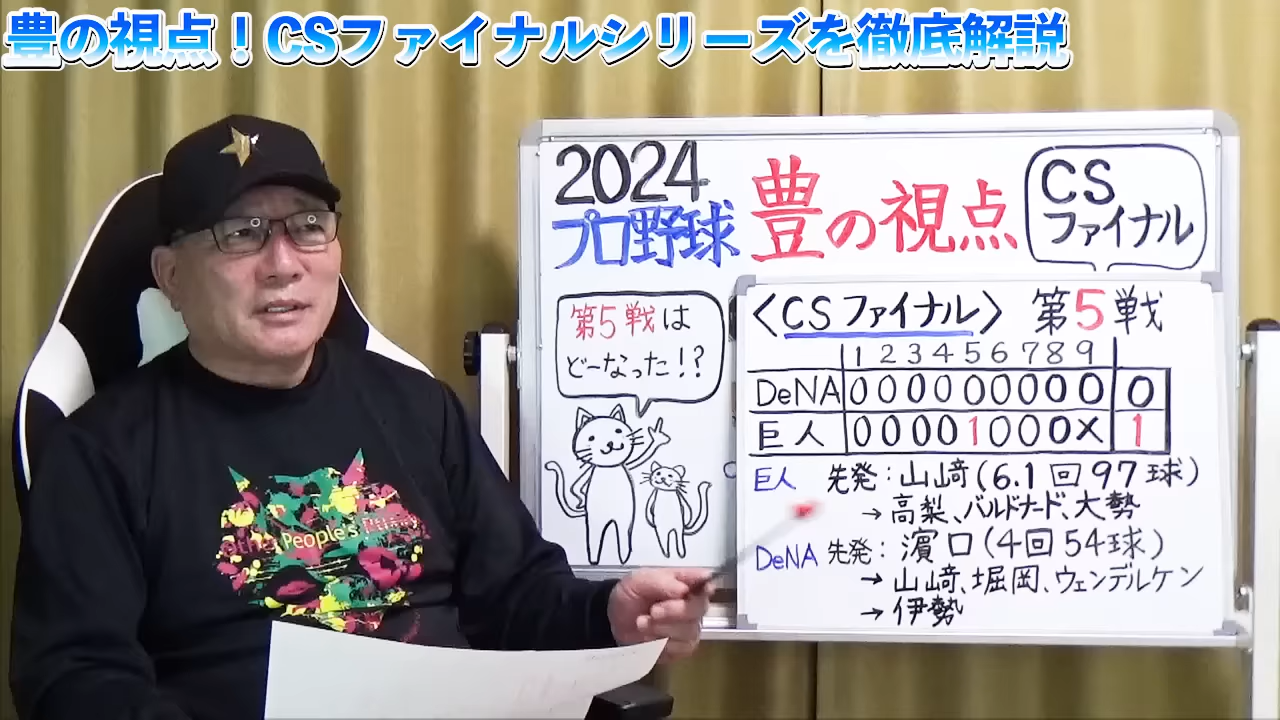 豊の視点！CSファイナルシリーズを徹底解説
2024
プロ野球
豊の視点
CS
ファイナル
第5戦は
どーなった!?
〈CSファイナル〉 第5戦
1 2 3 4 5 6 7 8 9
DeNA 0 0 0 0 0 0 0 0 0 0
巨人 0 0 0 0 1 0 0 0 X 1
巨人 先発:山﨑(6.1回97球)
→高梨、バルドナード、大勢
DeNA 先発:濵口(4回54球)
→山﨑、堀岡、ウェンデルケン
→伊勢
Other People's